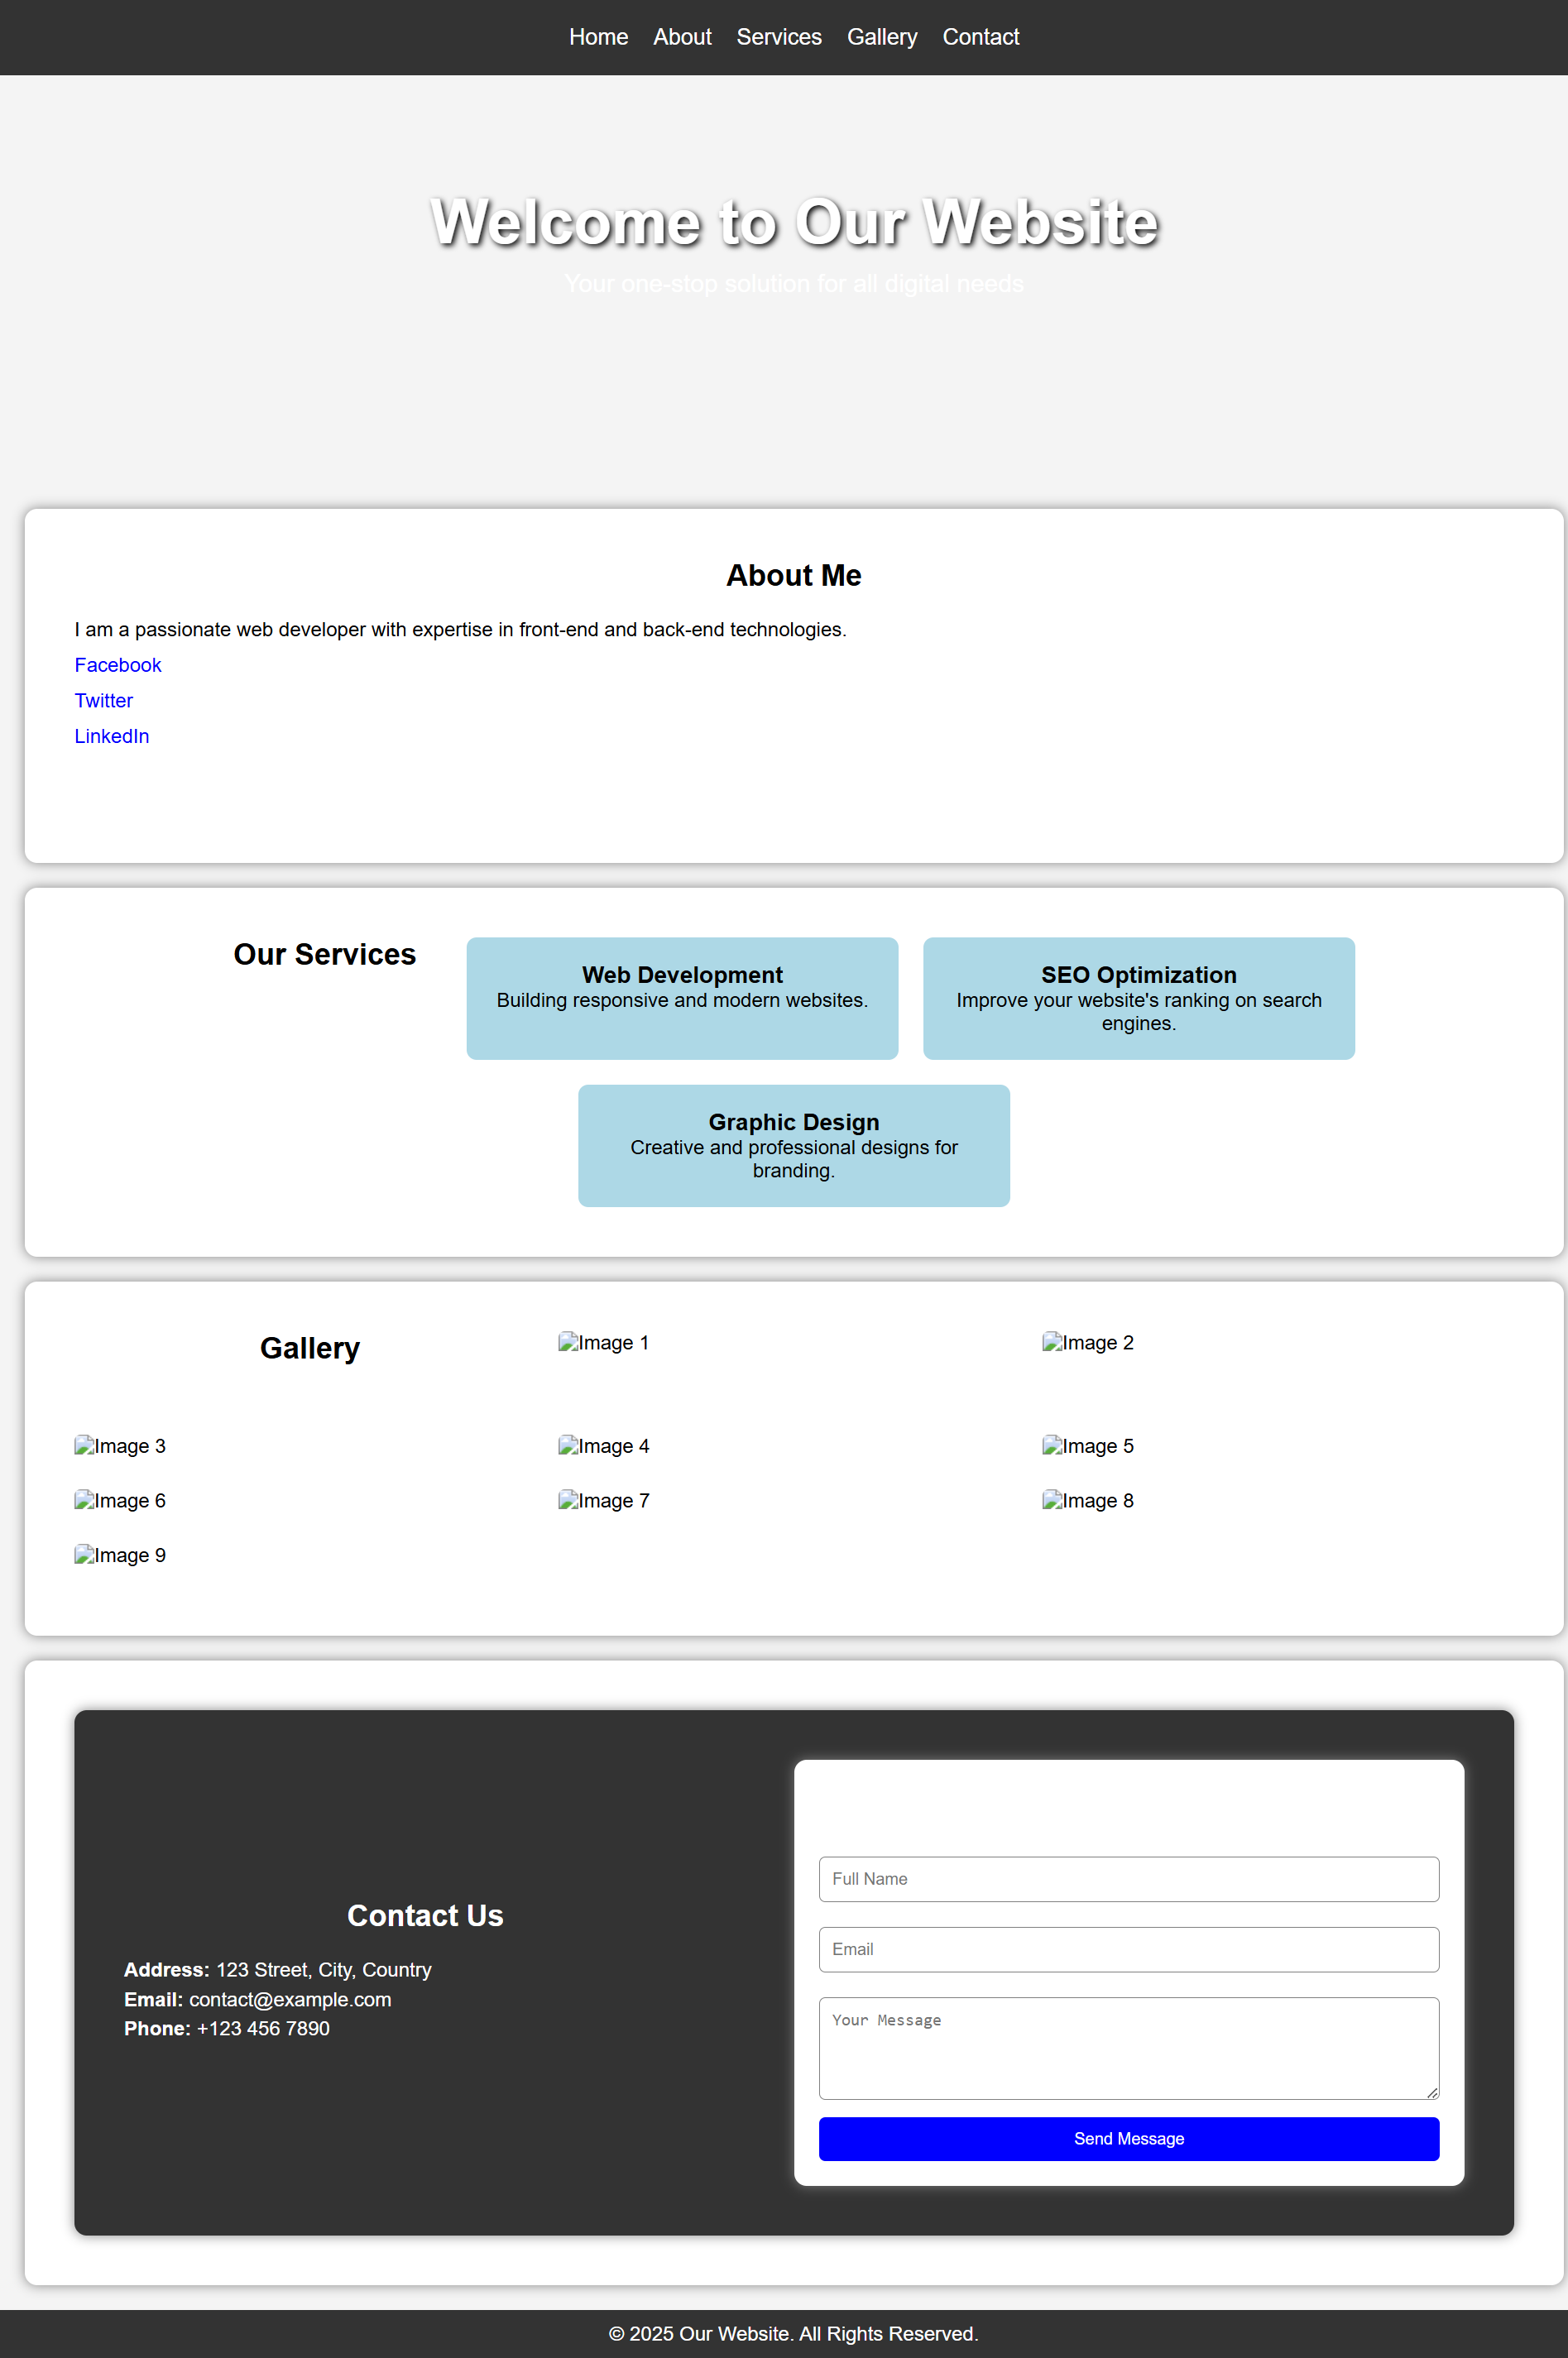 Home About Services Gallery Contact
Welcome to Our Website
Your one-stop solution for all digital needs
About Me
I am a passionate web developer with expertise in front-end and back-end technologies.
Facebook
Twitter
LinkedIn
Our Services
Web Development
Building responsive and modern websites.
SEO Optimization
Improve your website's ranking on search
engines.
Graphic Design
Creative and professional designs for
branding.
Gallery
Image 1
Image 2
Image 3
Image 4
Image 5
Image 6
Image 7
Image 8
Image 9
Contact Us
Address: 123 Street, City, Country
Email: contact@example.com
Phone: +123 456 7890
Full Name
Email
Your Message
Send Message
© 2025 Our Website. All Rights Reserved.